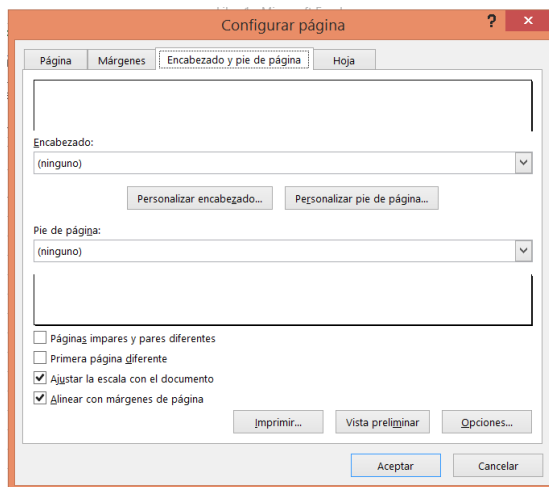 Configurar página ?
Página Márgenes Encabezado y pie de página Hoja
Encabezado:
(ninguno)
Personalizar encabezado... Personalizar pie de página...
Pie de página:
(ninguno)
Páginas impares y pares diferentes
Primera página diferente
Ajustar la escala con el documento
Alinear con márgenes de página
Imprimir... Vista preliminar Opciones...
Aceptar Cancelar